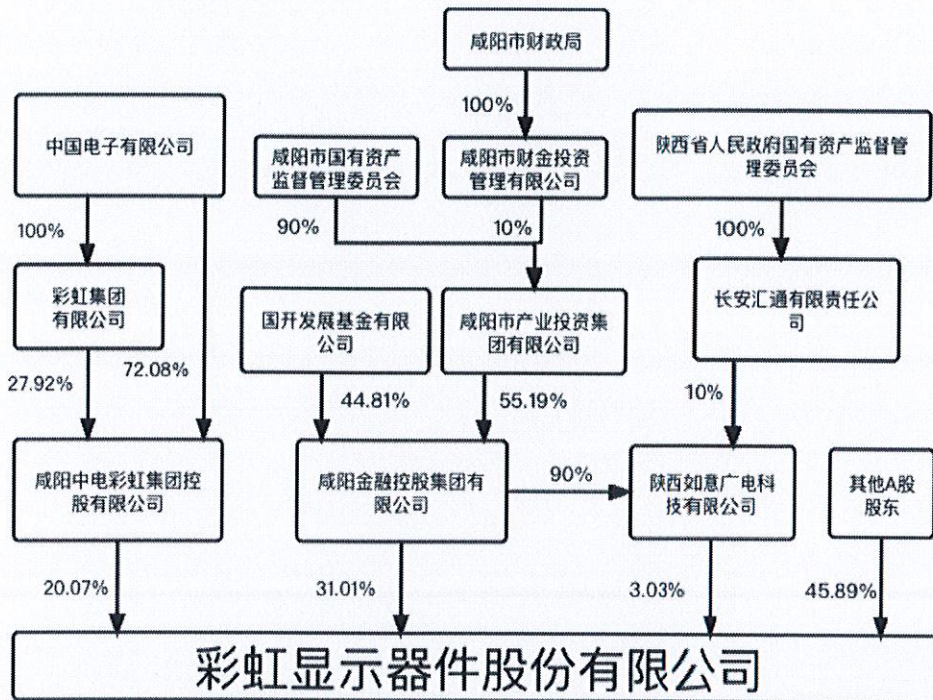 咸阳市财政局
100%
中国电子有限公司
咸阳市国有资产
监督管理委员会
咸阳市财金投资
管理有限公司
陕西省人民政府国有资产监督管
理委员会
100%
90%
10%
100%
彩虹集团
有限公司
国开发展基金有限
公司
咸阳市产业投资集
团有限公司
长安汇通有限责任公
司
27.92%
72.08%
44.81%
55.19%
10%
咸阳中电彩虹集团控
股有限公司
咸阳金融控股集团有
限公司
90%
陕西如意广电科
技有限公司
其他A股
股东
20.07%
31.01%
3.03%
45.89%
彩虹显示器件股份有限公司